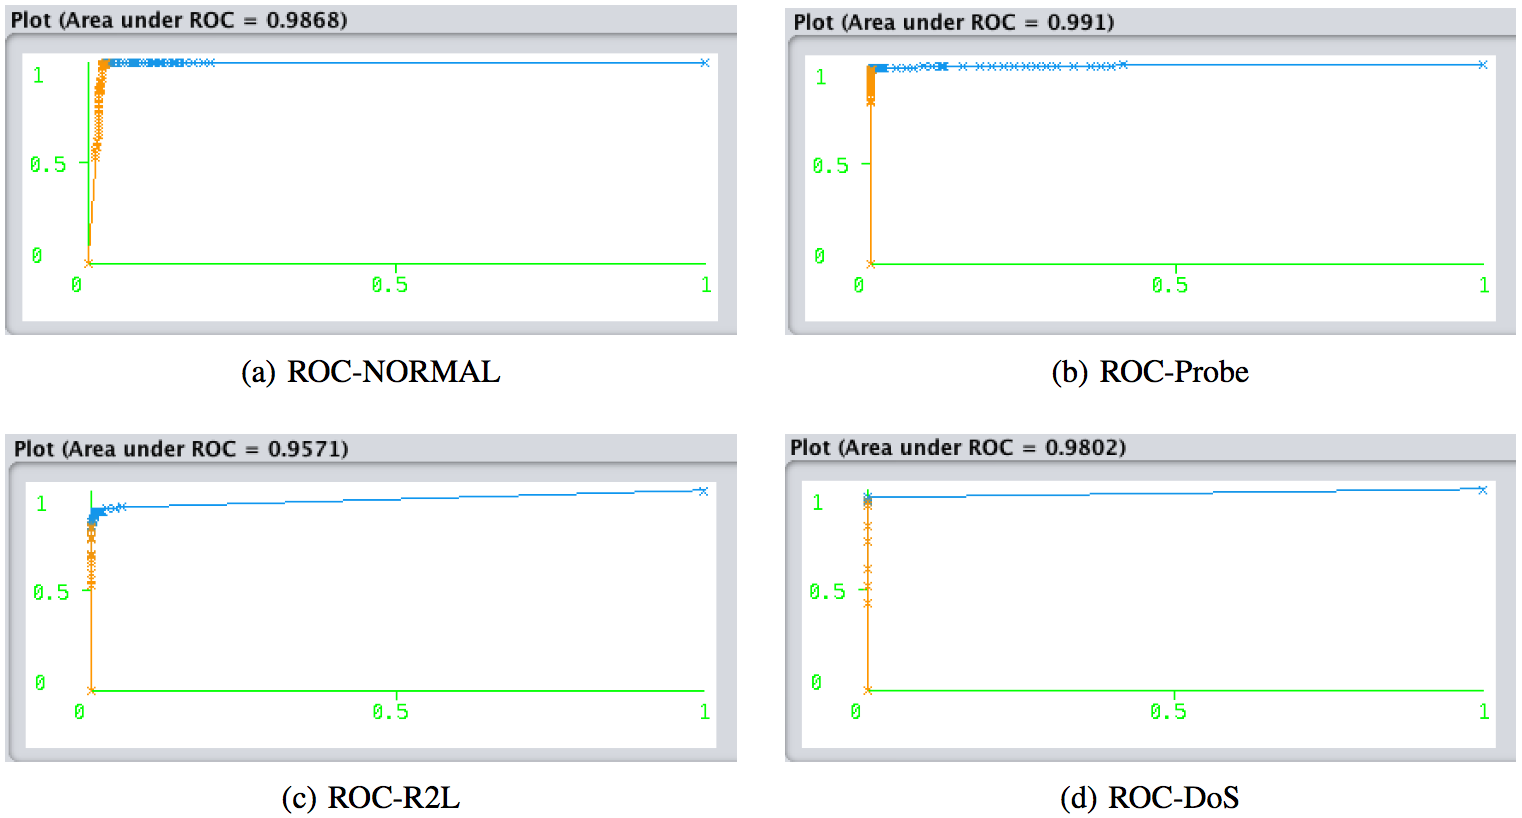 Plot (Area under ROC = 0.9868)
1
0.5
0
0 0.5 1
(a) ROC-NORMAL
Plot (Area under ROC = 0.991)
1
0.5
0
0 0.5 1
(b) ROC-Probe
Plot (Area under ROC = 0.9571)
1
0.5
0
0 0.5 1
(c) ROC-R2L
Plot (Area under ROC = 0.9802)
1
0.5
0
0 0.5 1
(d) ROC-DoS